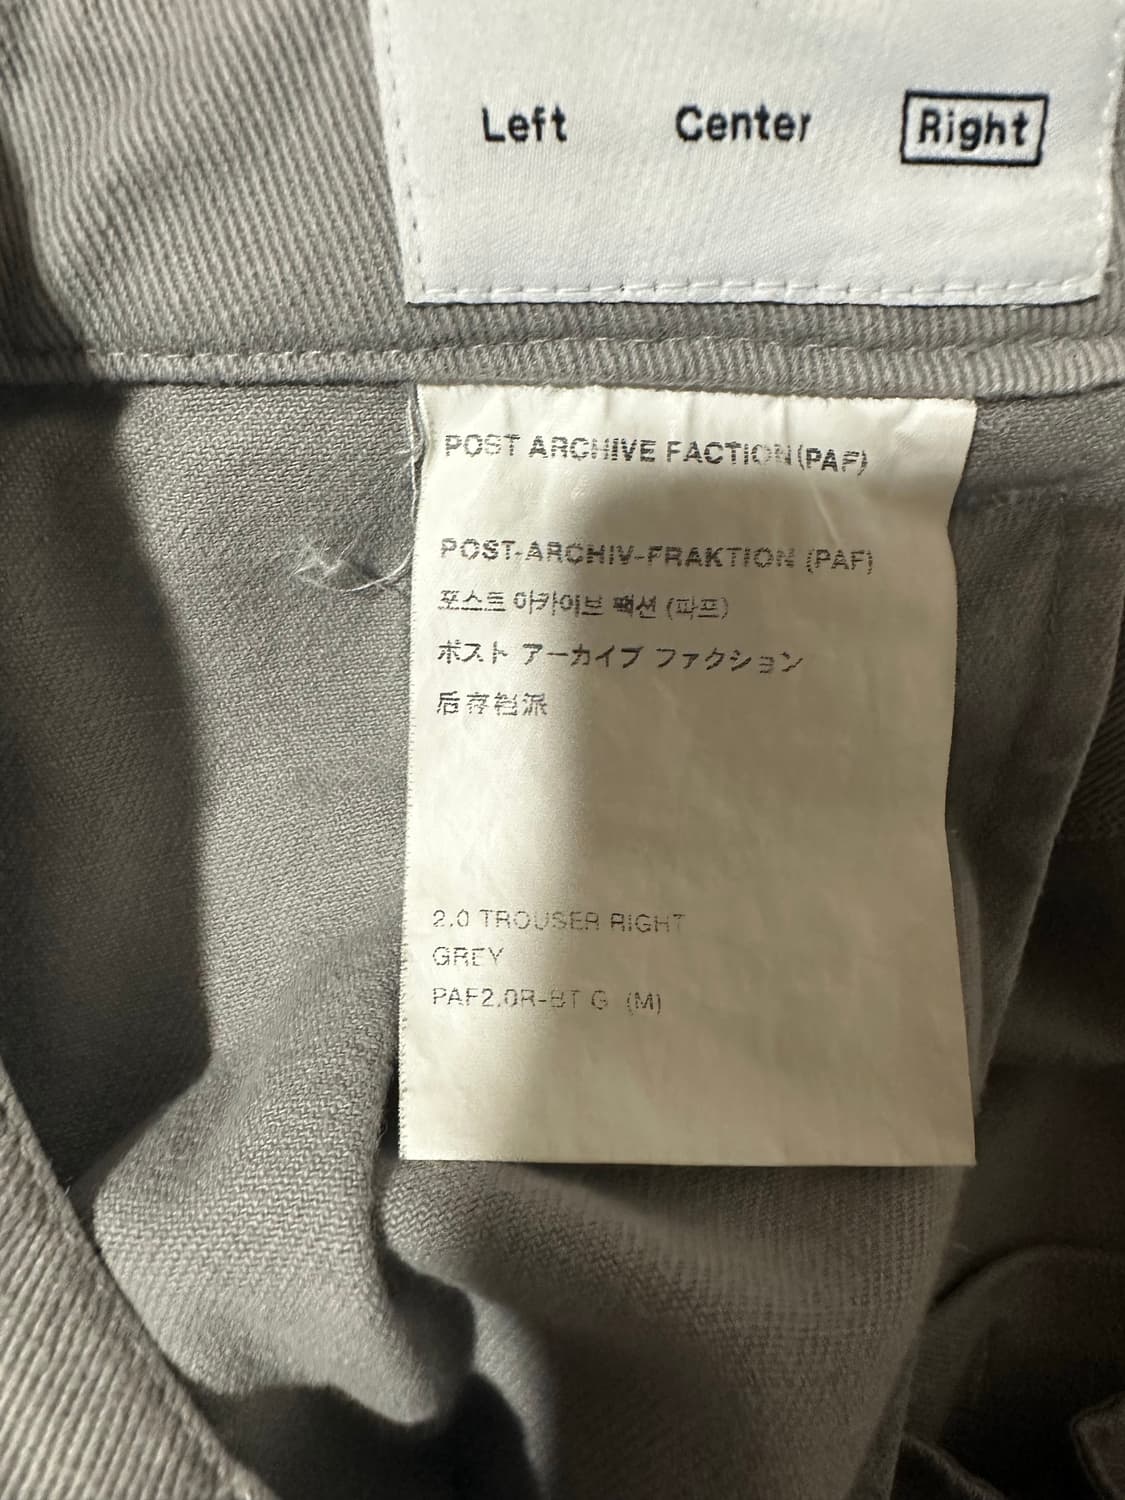 Left Center Right
POST ARCHIVE FACTION (PAF)
POST-ARCHIV-FRAKTION (PAF)
포스트 아카이브 팩션 (파프)
ポスト アーカイブ ファクション
后存档派
2.0 TROUSER RIGHT
GREY
PAF2.0R-BT G (M)